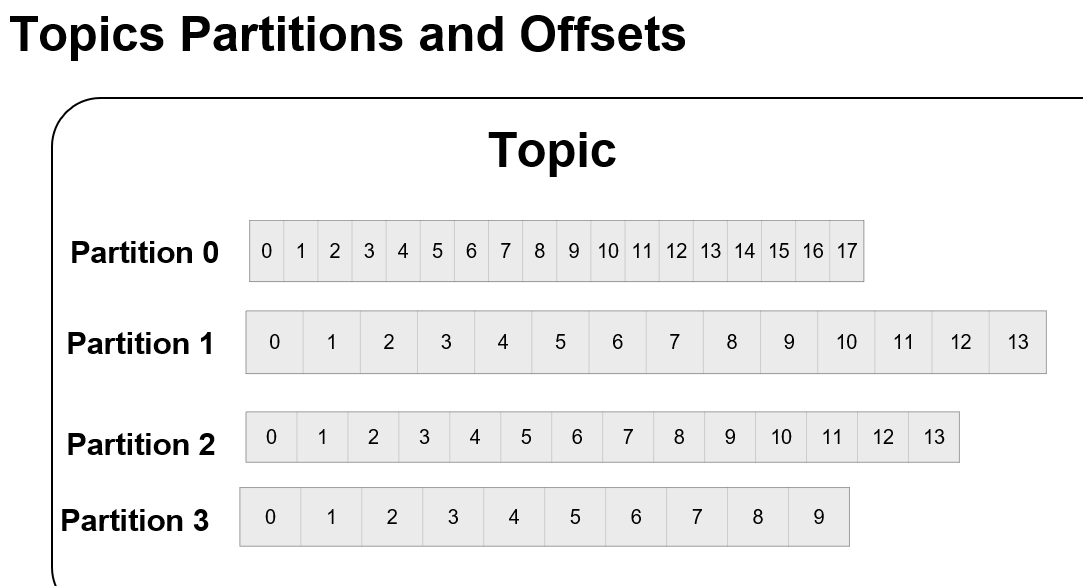 Topics Partitions and Offsets
Topic
Partition 0 0 1 2 3 4 5 6 7 8 9 10 11 12 13 14 15 16 17
Partition 1 0 1 2 3 4 5 6 7 8 9 10 11 12 13
Partition 2 0 1 2 3 4 5 6 7 8 9 10 11 12 13
Partition 3 0 1 2 3 4 5 6 7 8 9